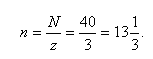 n = N/z = 40/3 = 13 1/3.